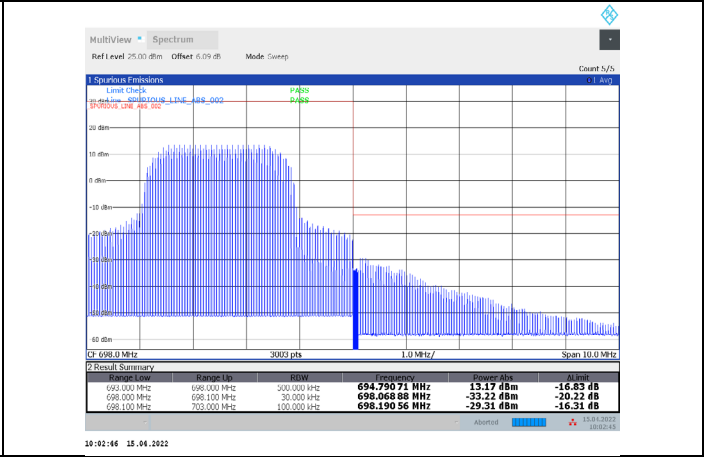 MultiView Spectrum
Ref Level 25.00 dBm Offset 6.09 dB Mode Sweep
Count 5/5
1 Spurious Emissions 1 Avg
Limit Check PASS
Line SPURIOUS_LINE_ABS_002 PASS
SPURIOUS_LINE_ABS_002
20 dBm
10 dBm
0 dBm
-10 dBm
-20 dBm
-30 dBm
-60 dBm
CF 698.0 MHz 3003 pts 1.0 MHz/ Span 10.0 MHz
2 Result Summary
Range Low Range Up RBW Frequency Power Abs ΔLimit
693.000 MHz 698.000 MHz 500.000 kHz 694.790 71 MHz 13.17 dBm -16.83 dB
698.000 MHz 698.100 MHz 30.000 kHz 698.068 88 MHz -33.22 dBm -20.22 dB
698.100 MHz 703.000 MHz 100.000 kHz 698.190 56 MHz -29.31 dBm -16.31 dB
Aborted 15.04.2022
10:02:45
10:02:46 15.04.2022